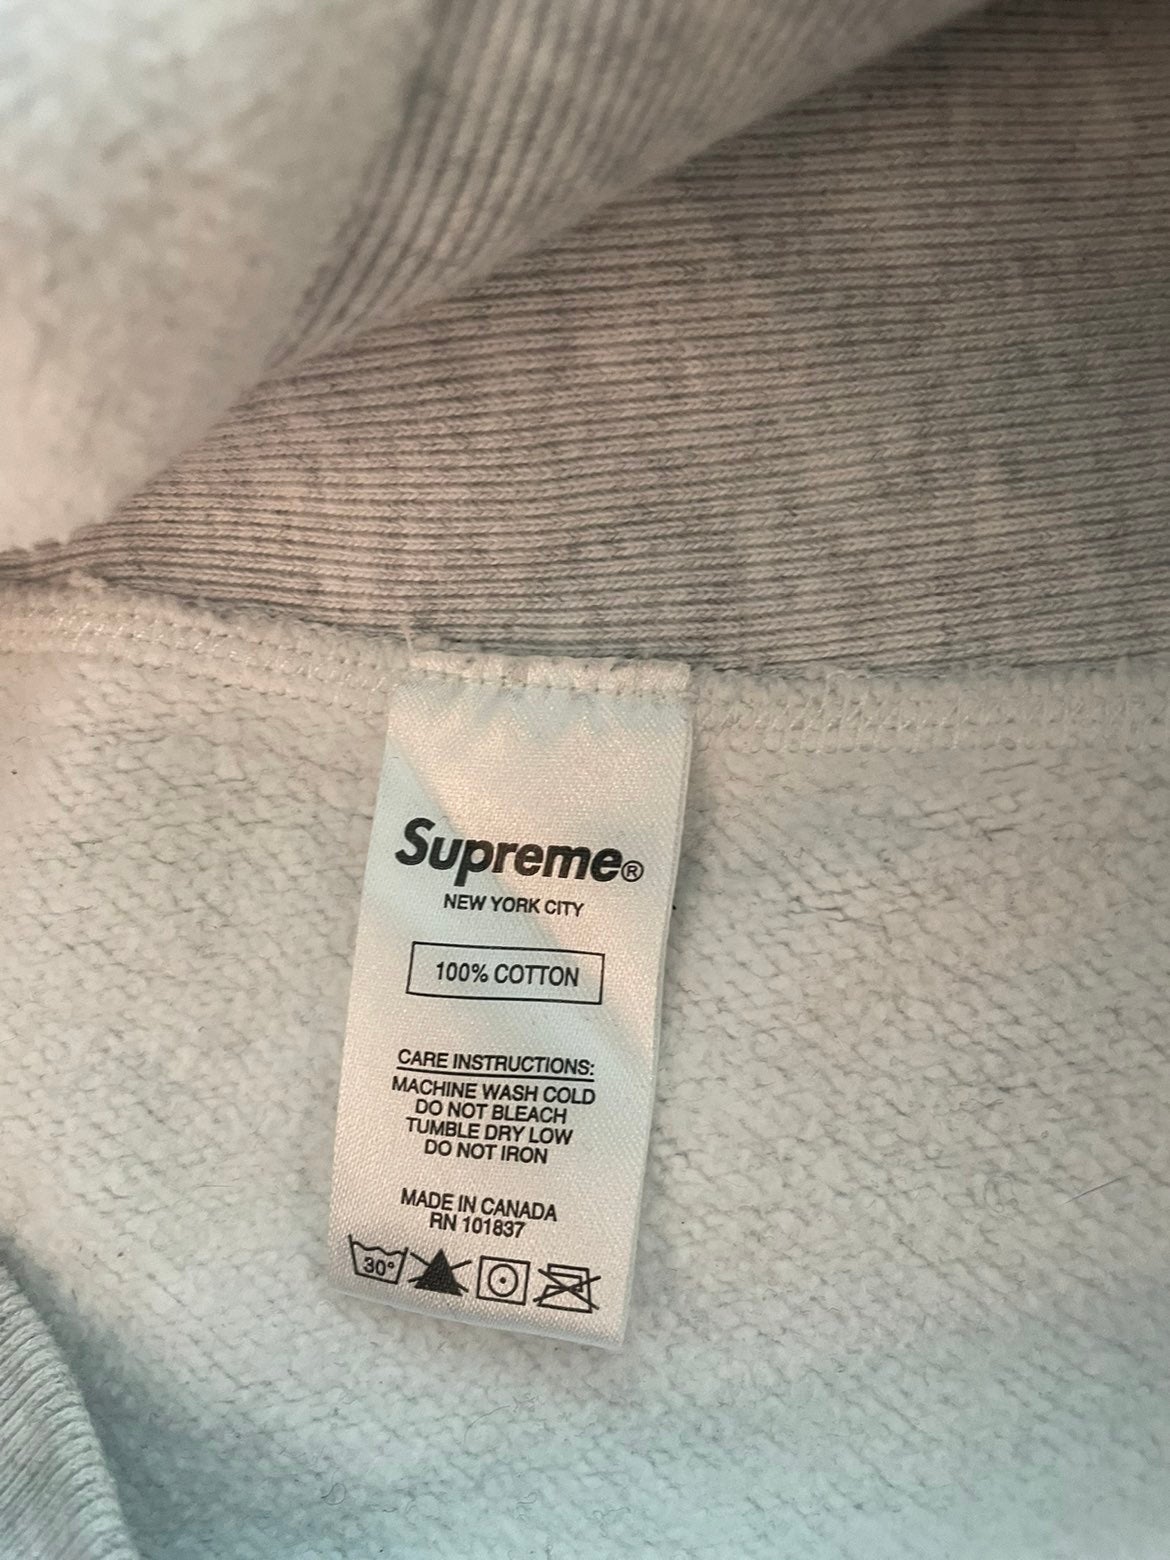 Supreme®
NEW YORK CITY
100% COTTON
CARE INSTRUCTIONS:
MACHINE WASH COLD
DO NOT BLEACH
TUMBLE DRY LOW
DO NOT IRON
MADE IN CANADA
RN 101837
30°